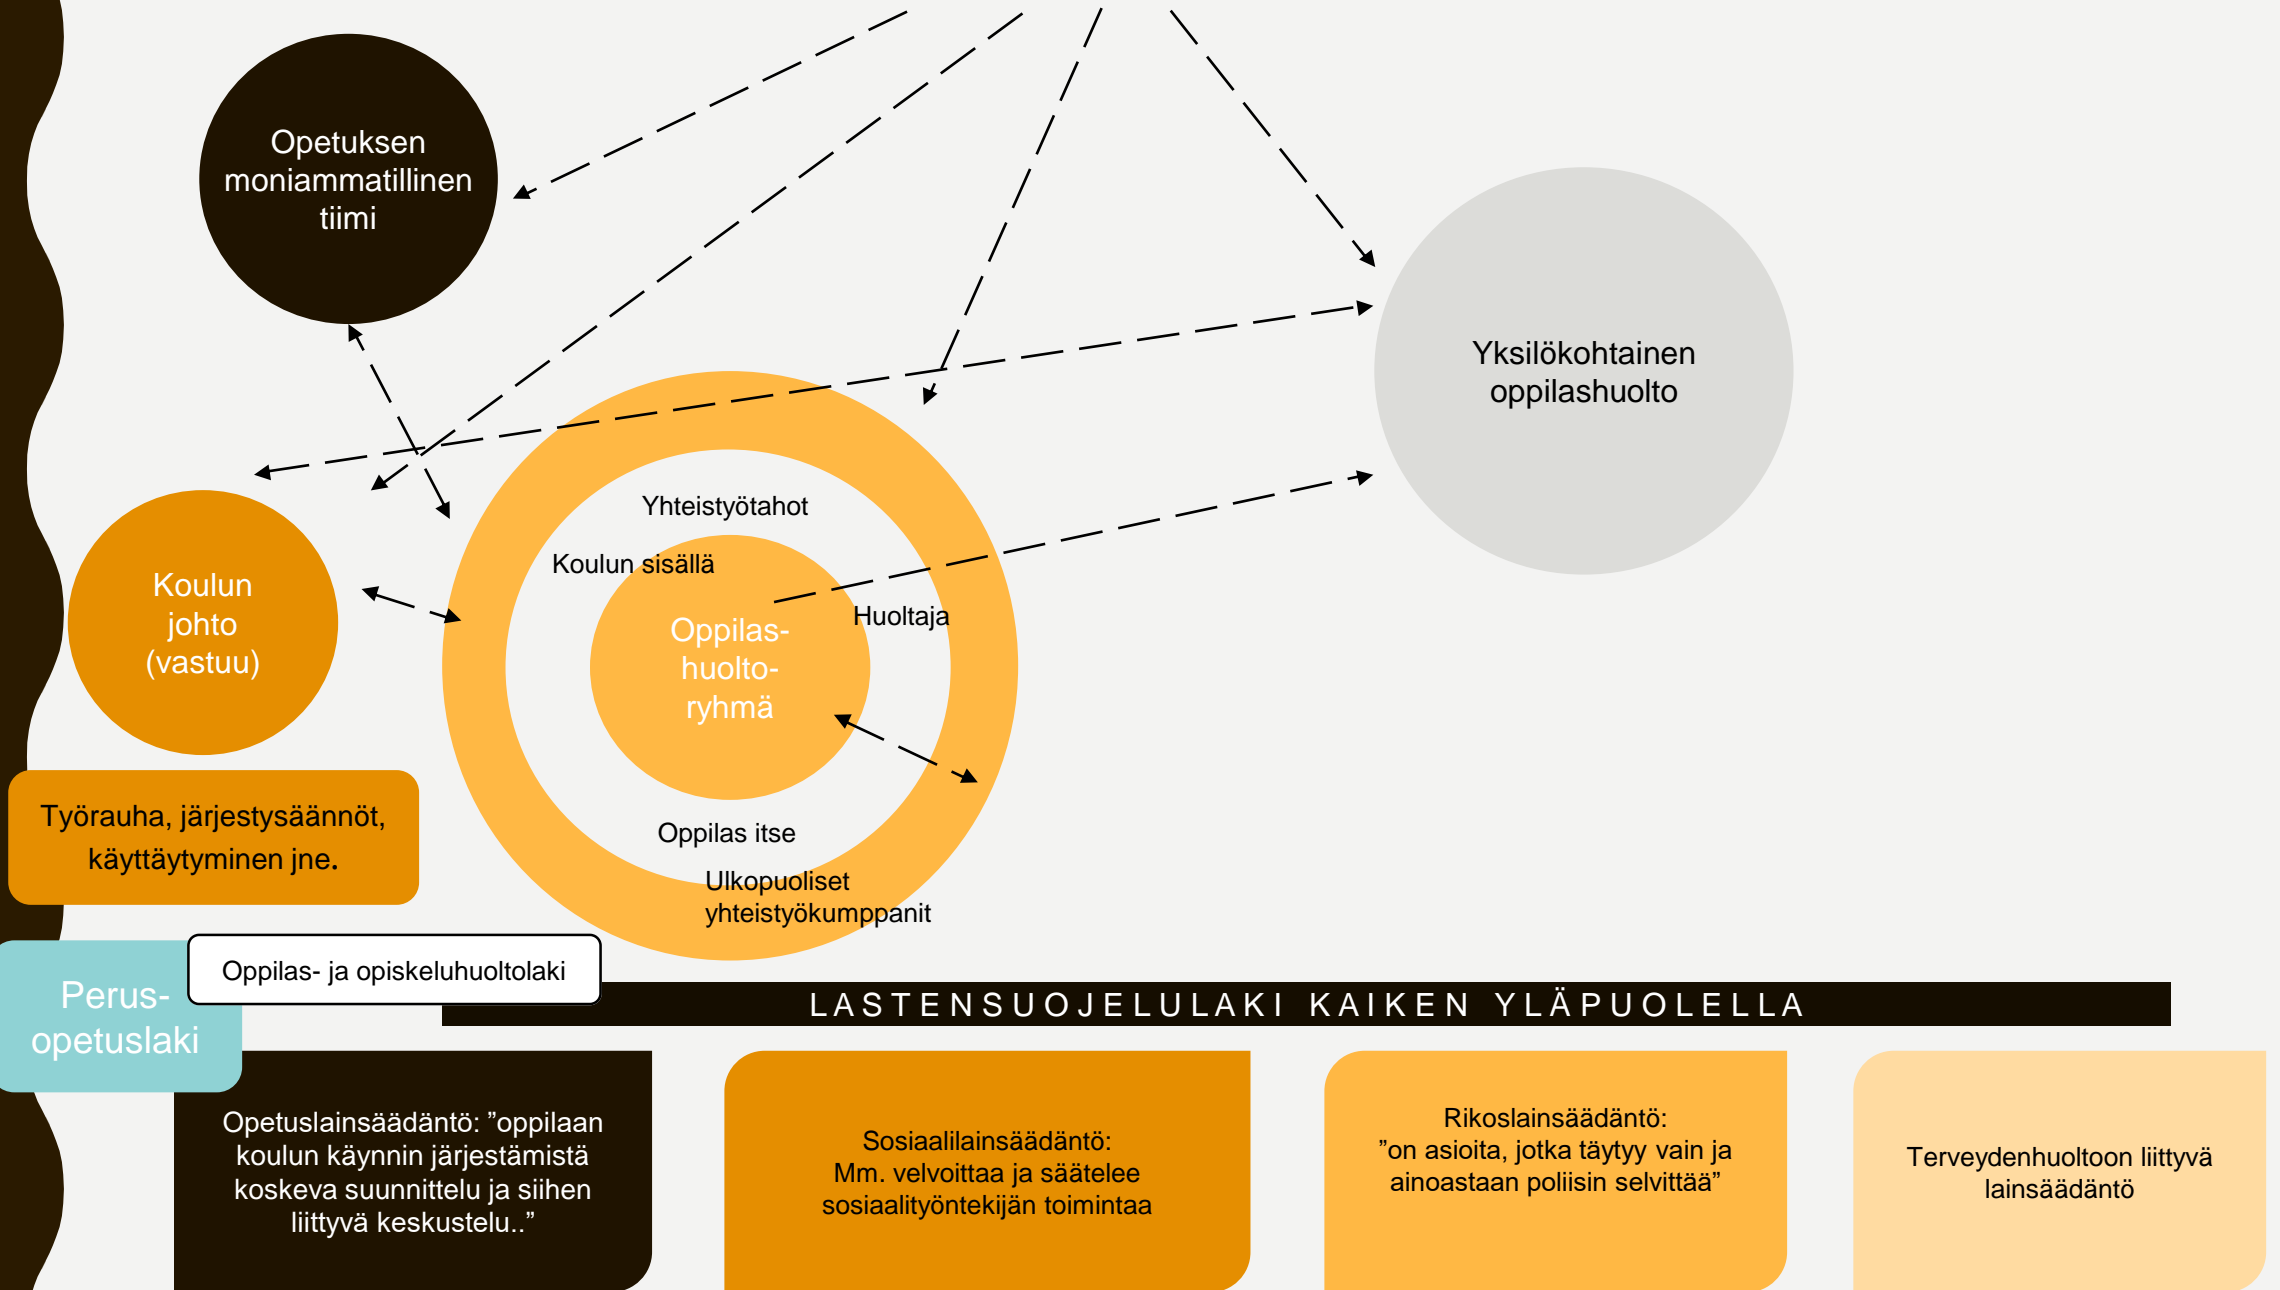 Opetuksen
moniammatillinen
tiimi
Yksilökohtainen
oppilashuolto
Yhteistyötahot
Koulun sisällä
Koulun
johto
(vastuu)
Huoltaja
Oppilas-
huolto-
ryhmä
Työrauha, järjestysäännöt,
käyttäytyminen jne.
Oppilas itse
Ulkopuoliset
yhteistyökumppanit
Oppilas- ja opiskeluhuoltolaki
Perus-
opetuslaki
LASTENSUOJELULAKI KAIKEN YLÄPUOLELLA
Opetuslainsäädäntö: ”oppilaan
koulun käynnin järjestämistä
koskeva suunnittelu ja siihen
liittyvä keskustelu..”
Sosiaalilainsäädäntö:
Mm. velvoittaa ja säätelee
sosiaalityöntekijän toimintaa
Rikoslainsäädäntö:
”on asioita, jotka täytyy vain ja
ainoastaan poliisin selvittää”
Terveydenhuoltoon liittyvä
lainsäädäntö